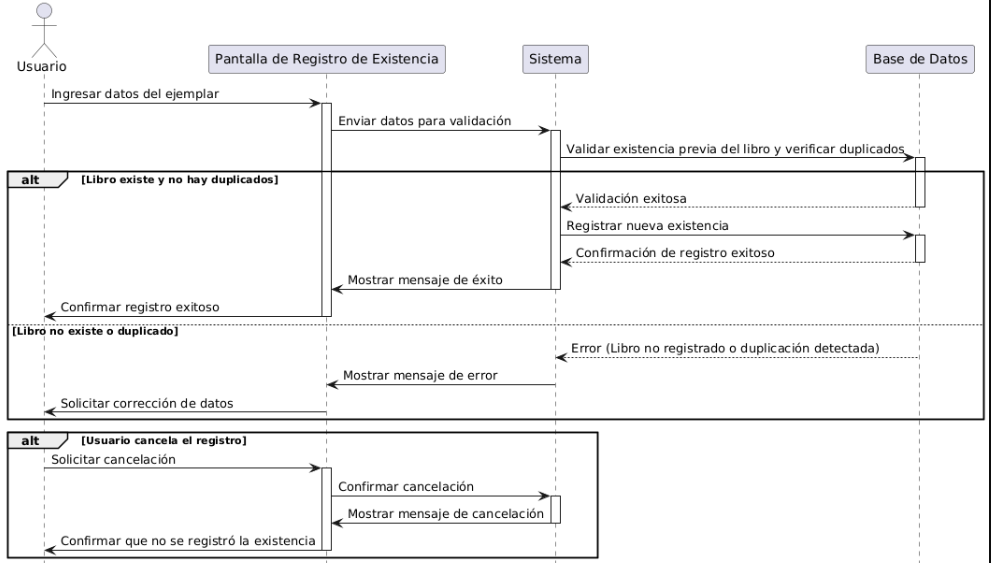 Usuario
Pantalla de Registro de Existencia
Sistema
Base de Datos
Ingresar datos del ejemplar
Enviar datos para validación
Validar existencia previa del libro y verificar duplicados
alt
[Libro existe y no hay duplicados]
Validación exitosa
Registrar nueva existencia
Confirmación de registro exitoso
Mostrar mensaje de éxito
Confirmar registro exitoso
[Libro no existe o duplicado]
Error (Libro no registrado o duplicación detectada)
Mostrar mensaje de error
Solicitar corrección de datos
alt
[Usuario cancela el registro]
Solicitar cancelación
Confirmar cancelación
Mostrar mensaje de cancelación
Confirmar que no se registró la existencia